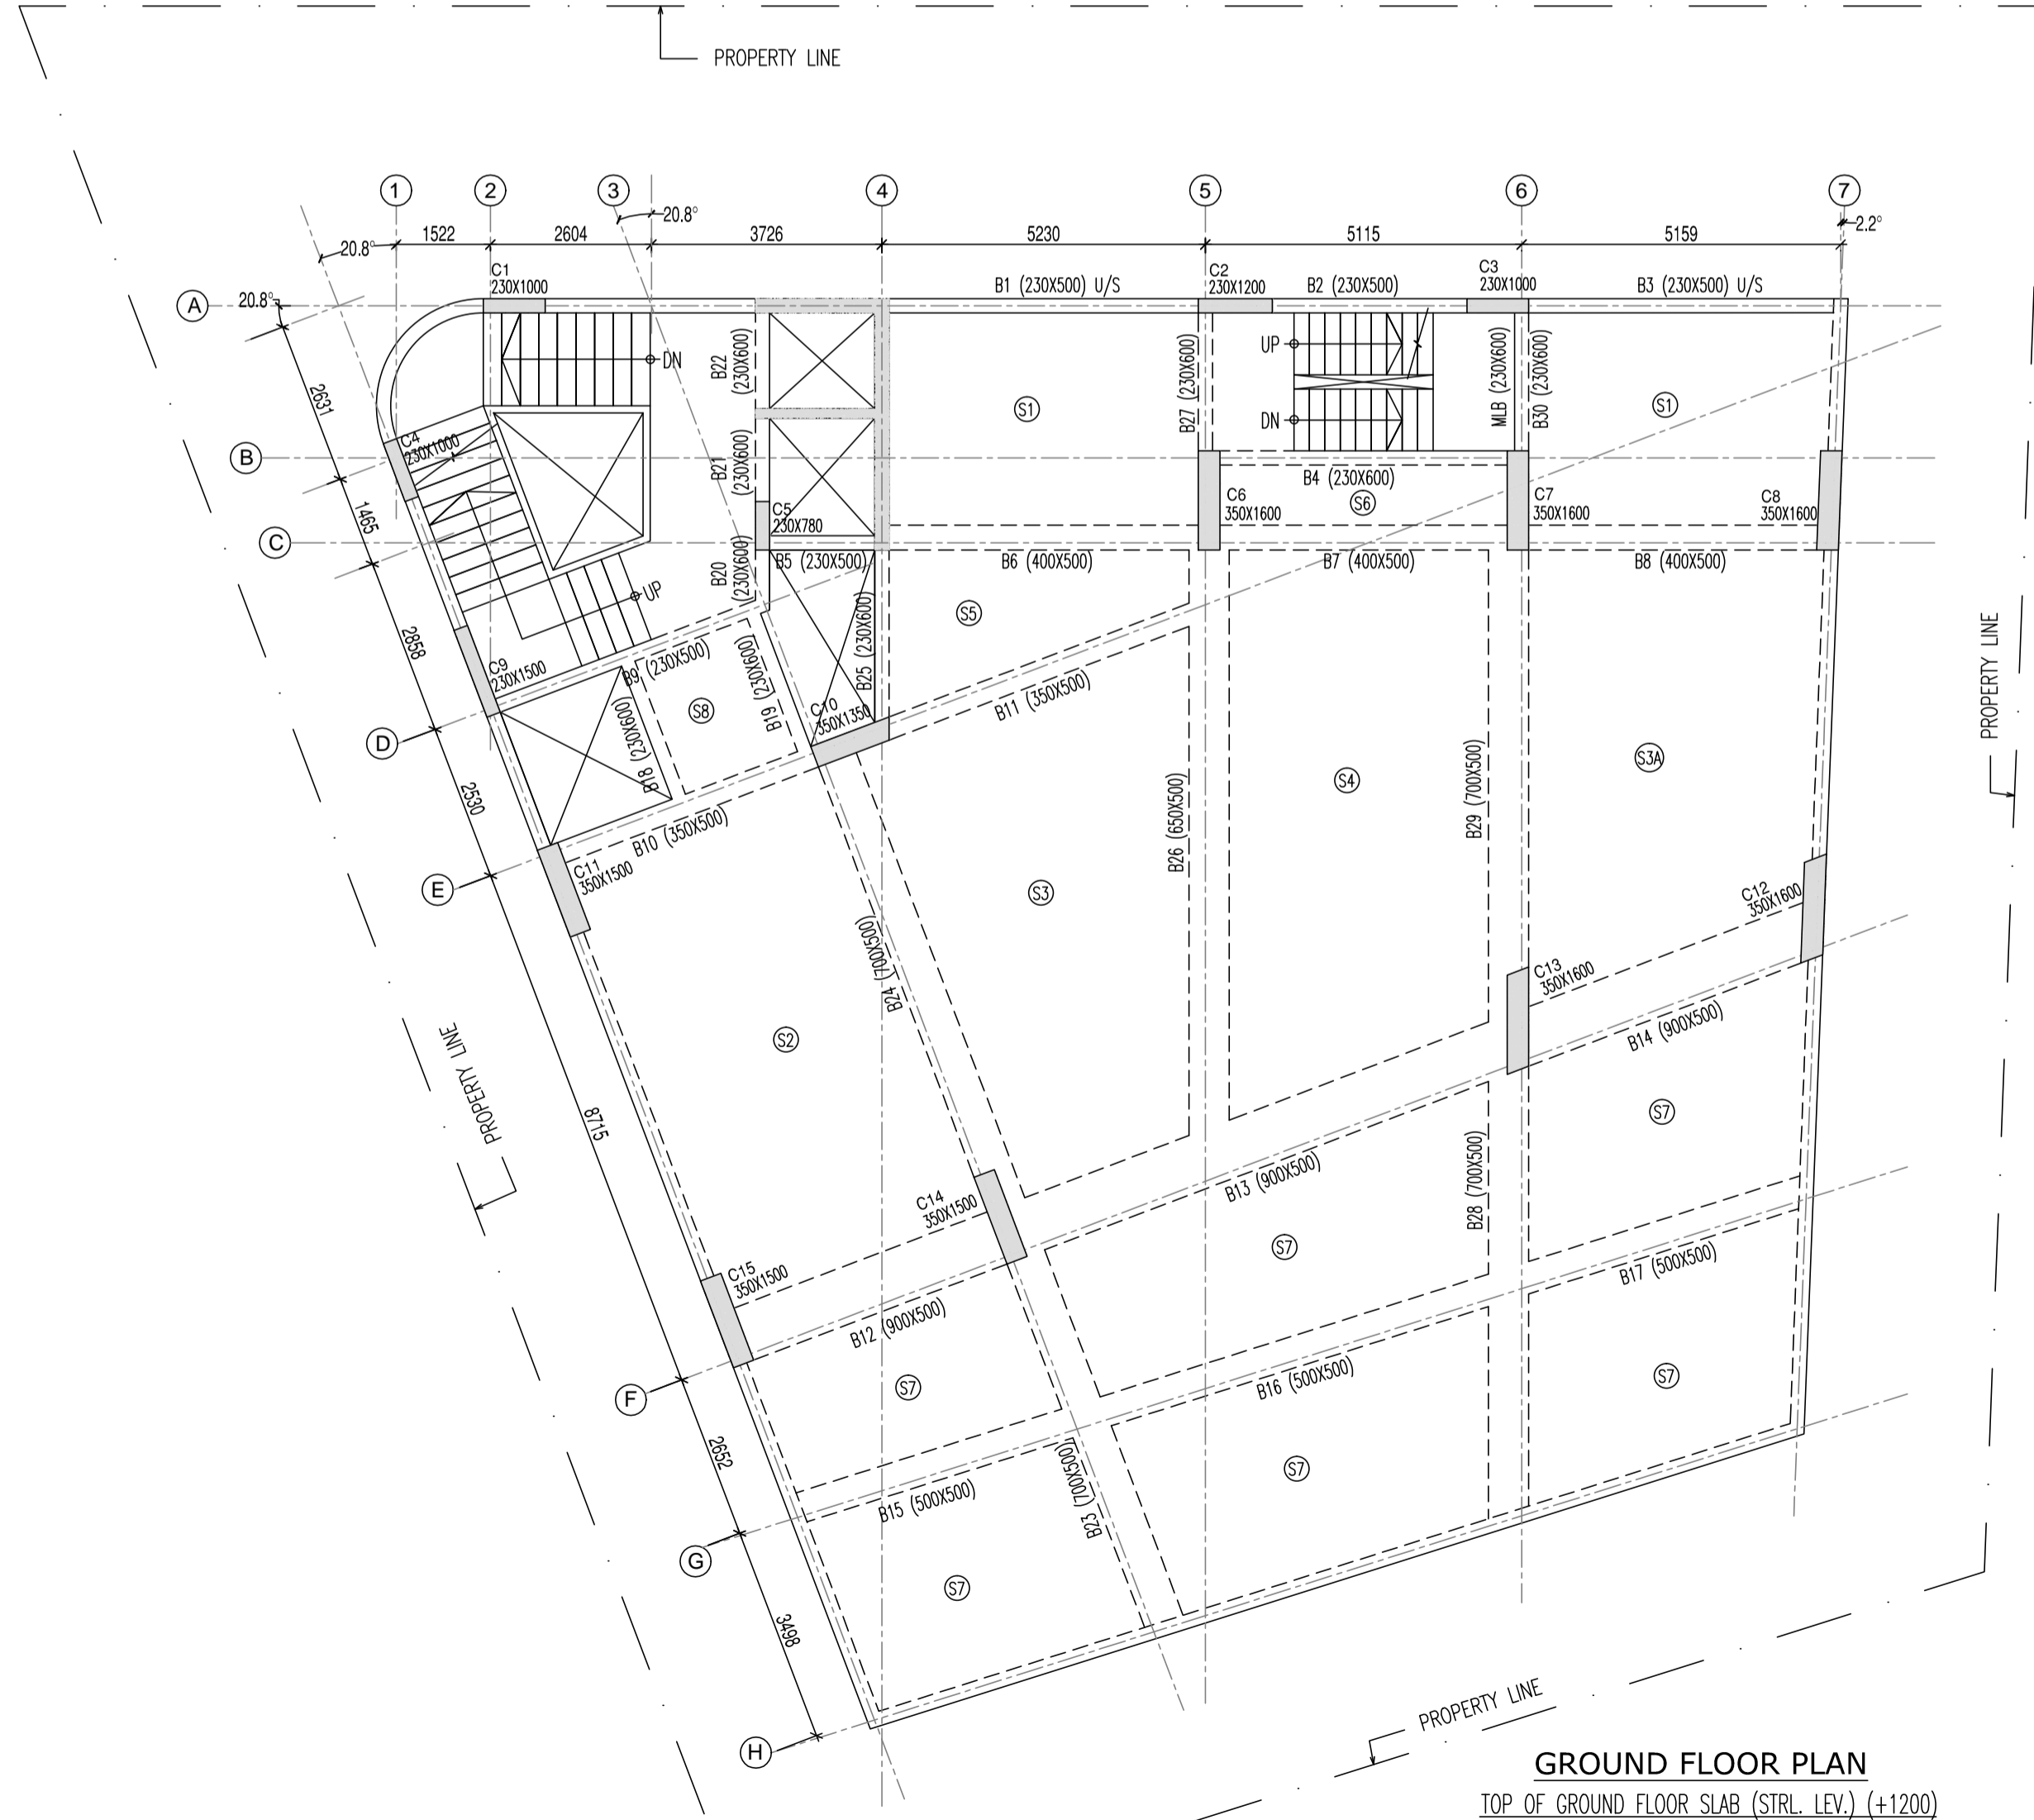 PROPERTY LINE
1
2
3
4
5
6
7
20.8°
20.8°
2.2°
1522
2604
3726
5230
5115
5159
A
20.8°
C1
230X1000
B1 (230X500) U/S
C2
230X1200
B2 (230X500)
C3
230X1000
B3 (230X500) U/S
DN
B22
(230X600)
UP
DN
B27 (230X600)
MLB (230X600)
B30 (230X600)
S1
S1
2631
B
C4
230X1000
B21
(230X600)
B4 (230X600)
S6
C6
350X1600
C7
350X1600
C8
350X1600
1465
C
C5
230X780
B20
(230X600)
B5 (230X500)
B6 (400X500)
B7 (400X500)
B8 (400X500)
UP
S5
2858
C9
230X1500
B9 (230X500)
B19 (230X600)
B25 (230X600)
PROPERTY LINE
D
S8
B18 (230X600)
C10
350X1350
B11 (350X500)
2530
B10 (350X500)
B26 (650X500)
S4
B29 (700X500)
S3A
E
C11
350X1500
S3
C12
350X1600
B24 (700X500)
C13
350X1600
S2
B14 (900X500)
PROPERTY LINE
8715
S7
C14
350X1500
B13 (900X500)
B28 (700X500)
S7
C15
350X1500
B17 (500X500)
B12 (900X500)
F
S7
B16 (500X500)
S7
2652
S7
B15 (500X500)
B23 (700X500)
G
S7
3498
H
PROPERTY LINE
GROUND FLOOR PLAN
TOP OF GROUND FLOOR SLAB (STRL. LEV.) (+1200)